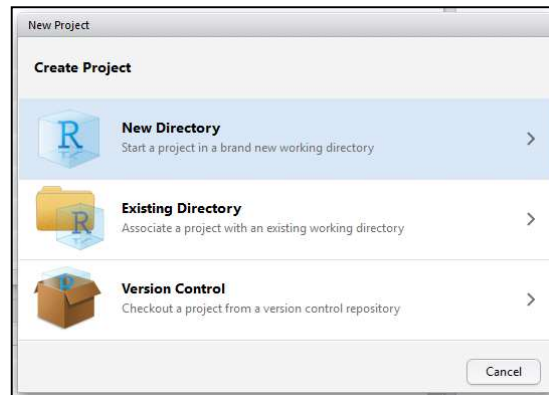 New Project
Create Project
New Directory
Start a project in a brand new working directory
Existing Directory
Associate a project with an existing working directory
Version Control
Checkout a project from a version control repository
Cancel